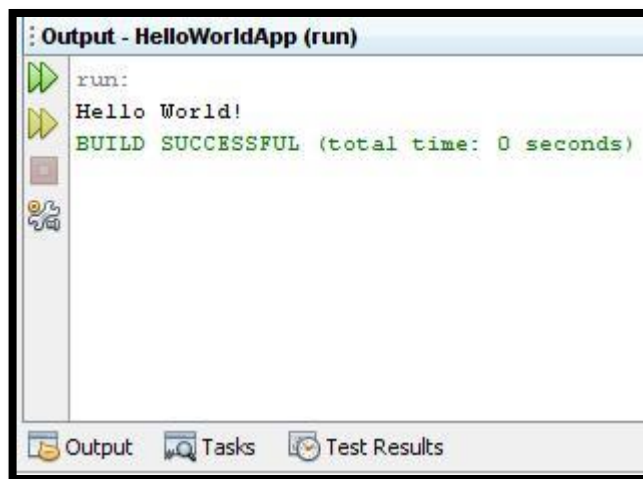 Output - HelloWorldApp (run)
run:
Hello World!
BUILD SUCCESSFUL (total time: 0 seconds)
Output Tasks Test Results